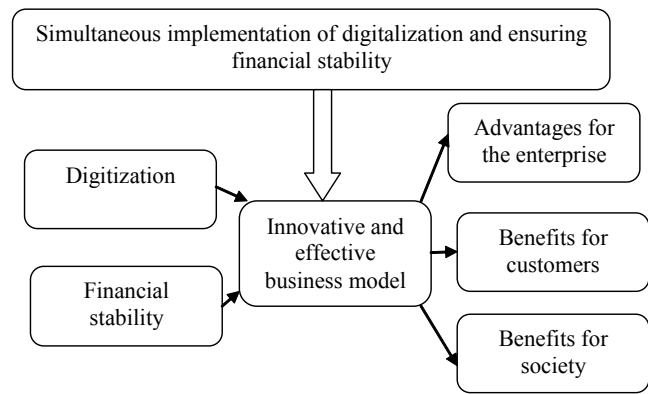 Simultaneous implementation of digitalization and ensuring
financial stability
Digitization
Financial
stability
Innovative and
effective
business model
Advantages for
the enterprise
Benefits for
customers
Benefits for
society